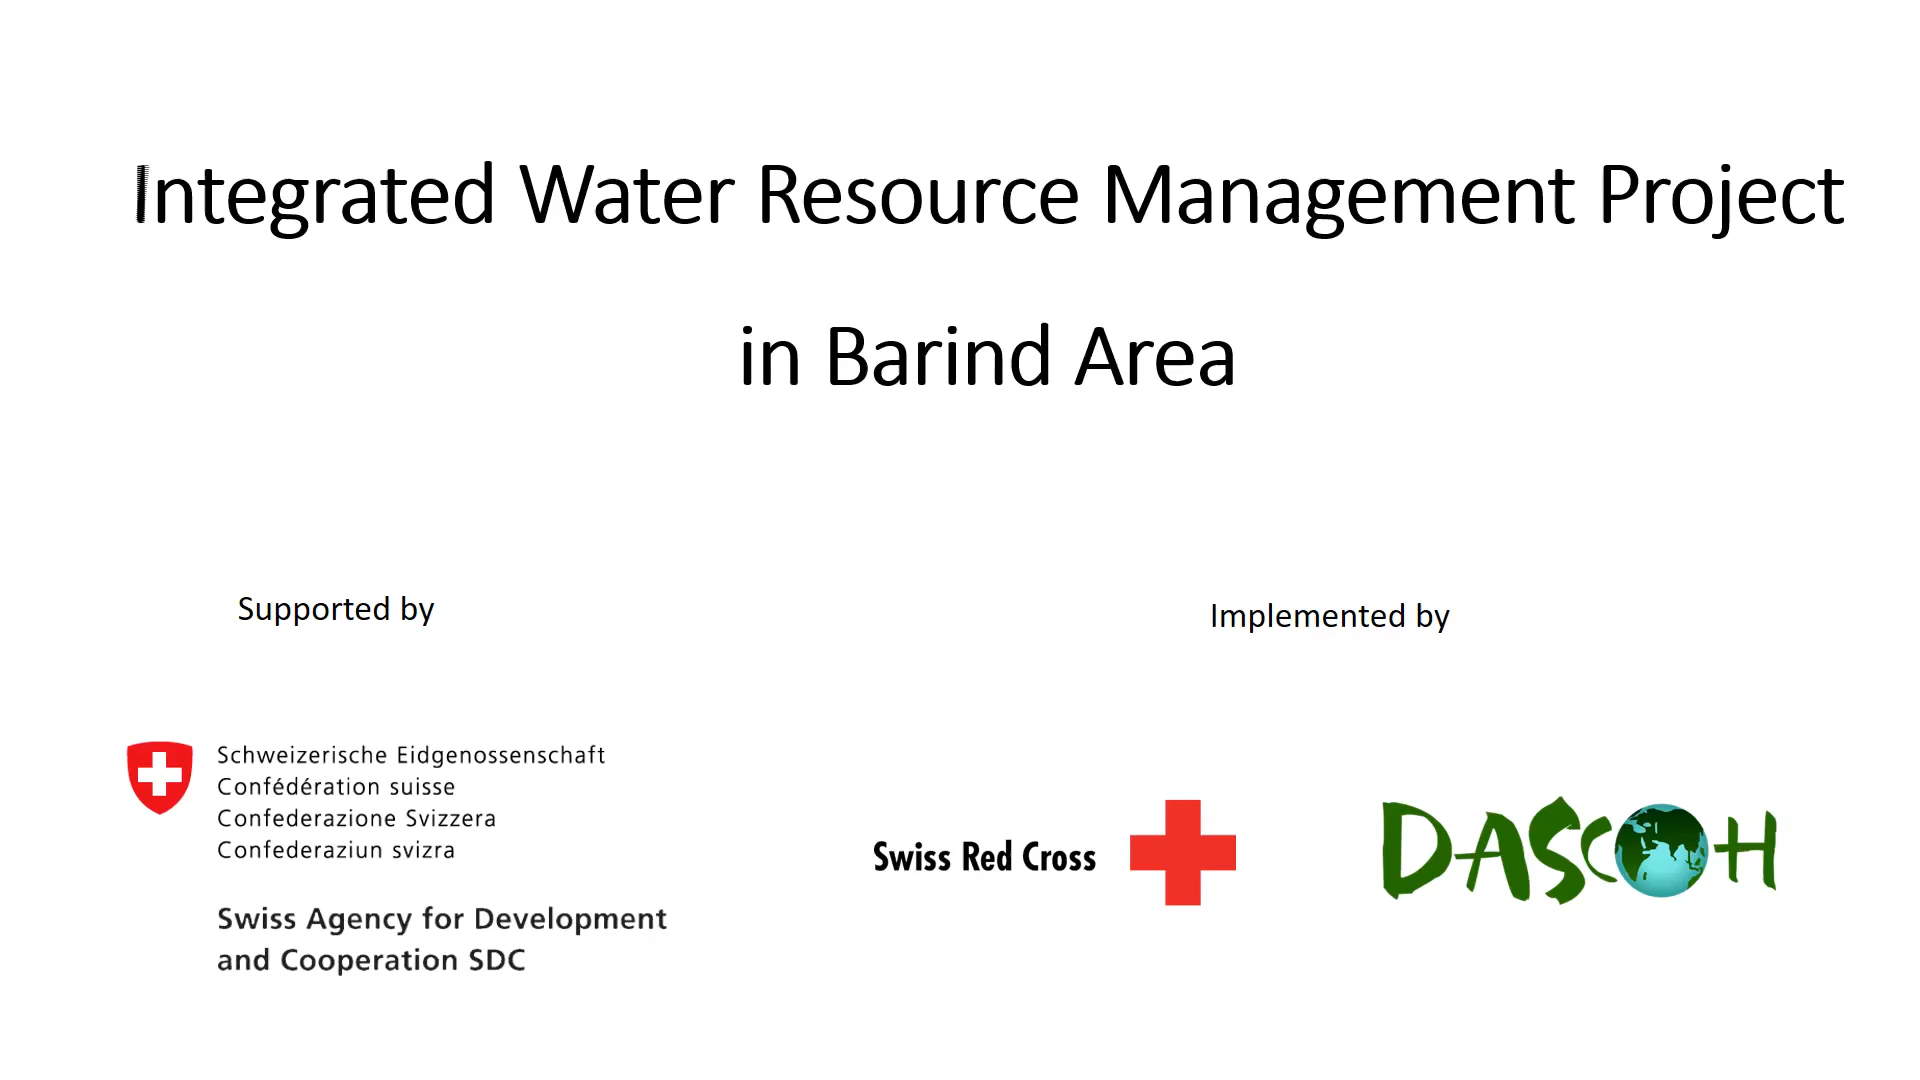 Integrated Water Resource Management Project
in Barind Area
Supported by
Implemented by
Schweizerische Eidgenossenschaft
Confédération suisse
Confederazione Svizzera
Confederaziun svizra
Swiss Agency for Development
and Cooperation SDC
Swiss Red Cross
DASCOH